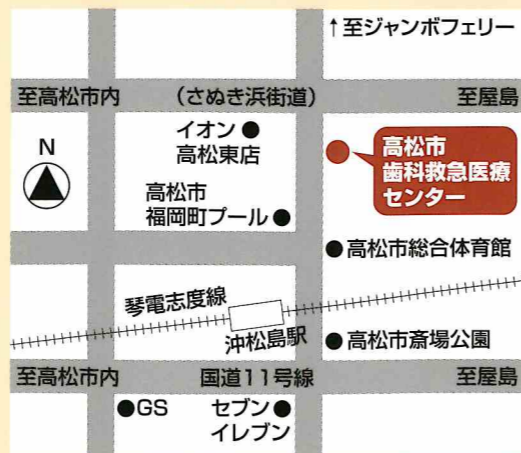 ↑至ジャンボフェリー
至高松市内
(さぬき浜街道)
至屋島
N
イオン
高松東店
高松市
歯科救急医療
センター
高松市
福岡町プール
高松市総合体育館
琴電志度線
沖松島駅
高松市斎場公園
至高松市内
国道11号線
至屋島
GS
セブン
イレブン